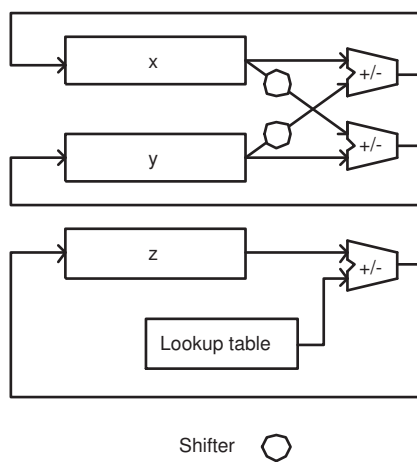 x
+/-
y
+/-
z
+/-
Lookup table
Shifter